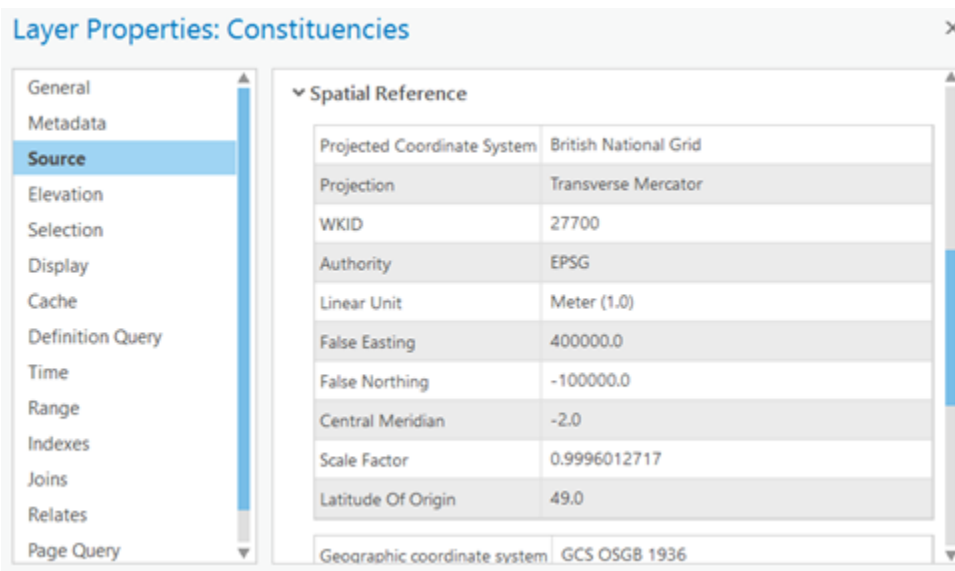 Layer Properties: Constituencies
General
Metadata
Source
Elevation
Selection
Display
Cache
Definition Query
Time
Range
Indexes
Joins
Relates
Page Query
Spatial Reference
Projected Coordinate System British National Grid
Projection Transverse Mercator
WKID 27700
Authority EPSG
Linear Unit Meter (1.0)
False Easting 400000.0
False Northing -100000.0
Central Meridian -2.0
Scale Factor 0.9996012717
Latitude Of Origin 49.0
Geographic coordinate system GCS OSGB 1936